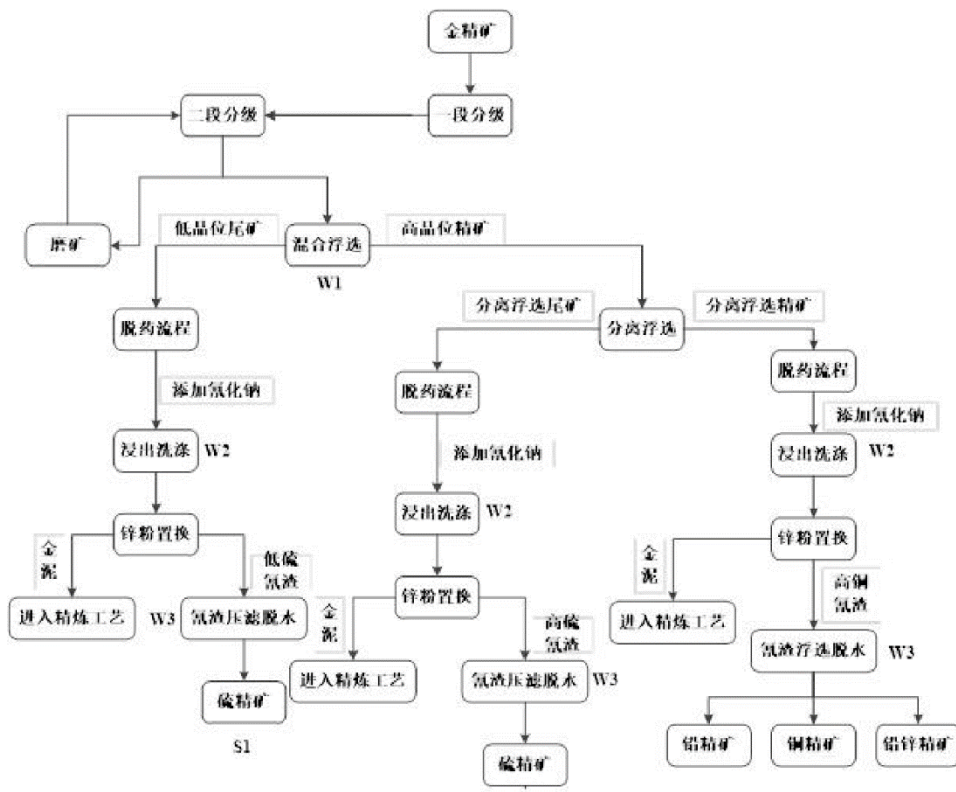 金精矿
二段分级
一段分级
低品位尾矿
高品位精矿
磨矿
混合浮选
W1
分离浮选尾矿
分离浮选精矿
脱药流程
分离浮选
脱药流程
脱药流程
添加氰化钠
添加氰化钠
添加氰化钠
浸出洗涤
W2
浸出洗涤
W2
浸出洗涤
W2
锌粉置换
锌粉置换
锌粉置换
金
泥
低硫
氰渣
金
泥
高硫
氰渣
金
泥
高铜
氰渣
进入精炼工艺
W3
氰渣压滤脱水
进入精炼工艺
进入精炼工艺
氰渣浮选脱水
W3
氰渣压滤脱水
W3
硫精矿
S1
硫精矿
铅精矿
铜精矿
铅锌精矿